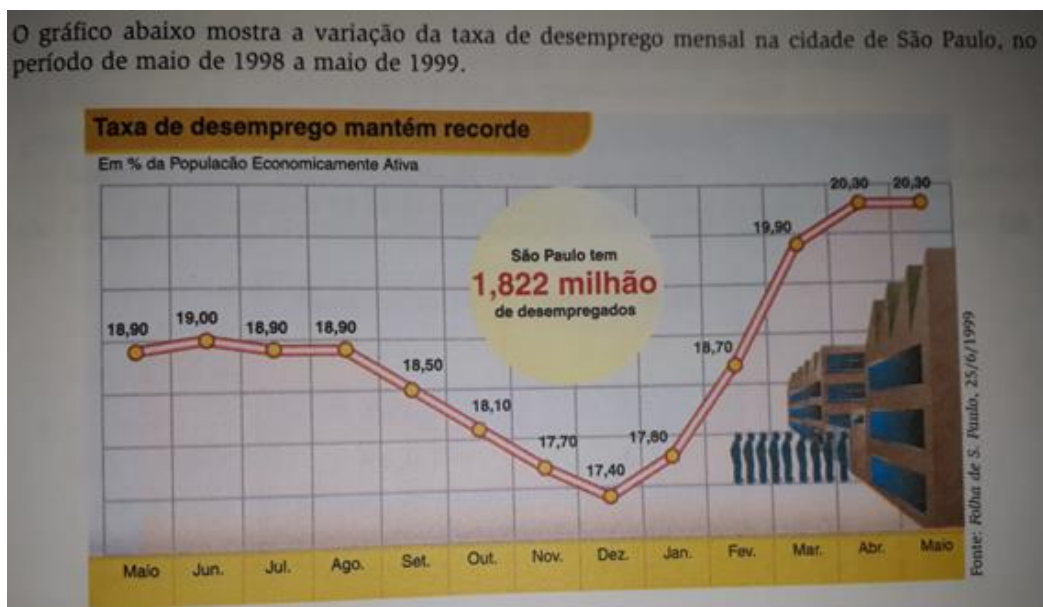 O gráfico abaixo mostra a variação da taxa de desemprego mensal na cidade de São Paulo, no
período de maio de 1998 a maio de 1999.
Taxa de desemprego mantém recorde
Em % da População Economicamente Ativa
20,30 20,30
19,90
São Paulo tem
1,822 milhão
de desempregados
18,90 19,00 18,90 18,90
18,70
18,50
18,10
17,70
17,80
17,40
Maio Jun. Jul. Ago. Set. Out. Nov. Dez. Jan. Fev. Mar. Abr. Maio
Fonte: Folha de S. Paulo, 25/6/1999